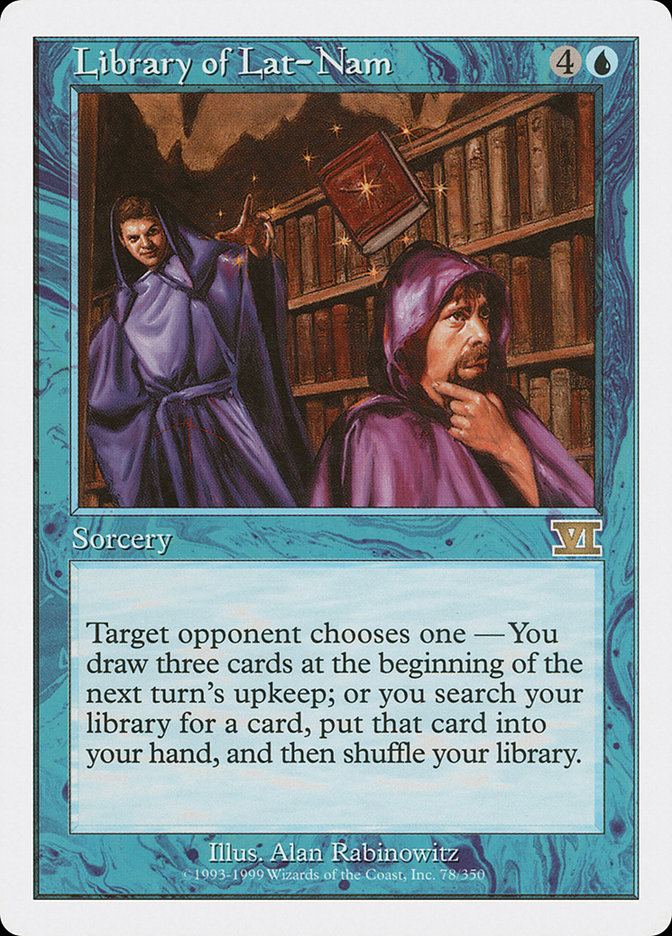 Library of Lat-Nam 4
Sorcery VI
Target opponent chooses one — You
draw three cards at the beginning of the
next turn's upkeep; or you search your
library for a card, put that card into
your hand, and then shuffle your library.
Illus. Alan Rabinowitz
©1993-1999 Wizards of the Coast, Inc. 78/350